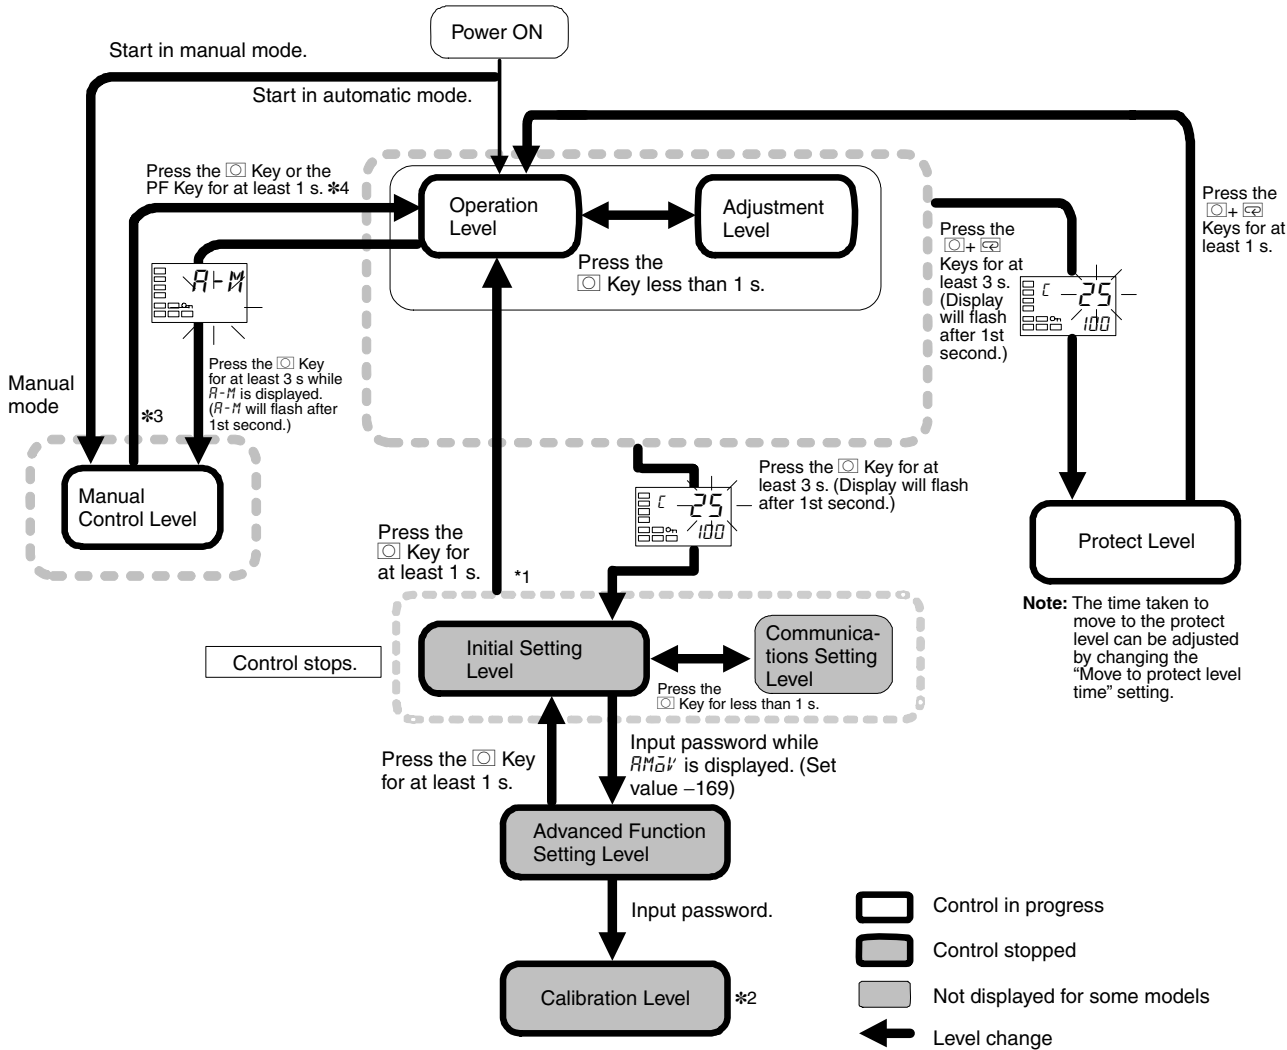 Power ON
Start in manual mode.
Start in automatic mode.
Press the Key or the
PF Key for at least 1 s. *4
Operation
Level
Adjustment
Level
Press the
Key less than 1 s.
Press the
+
Keys for at
least 3 s.
(Display
will flash
after 1st
second.)
Press the
+
Keys for at
least 1 s.
A-M
C 25
100
Press the Key
for at least 3 s while
A-M is displayed.
(A-M will flash after
1st second.)
Manual
mode
*3
Manual
Control Level
Press the Key for at
least 3 s. (Display will flash
after 1st second.)
C 25
100
Press the
Key for
at least 1 s.
*1
Protect Level
Note: The time taken to
move to the protect
level can be adjusted
by changing the
“Move to protect level
time” setting.
Control stops.
Initial Setting
Level
Communica-
tions Setting
Level
Press the
Key for less than 1 s.
Press the Key
for at least 1 s.
Input password while
AMOV is displayed. (Set
value −169)
Advanced Function
Setting Level
Input password.
Calibration Level
*2
Control in progress
Control stopped
Not displayed for some models
Level change